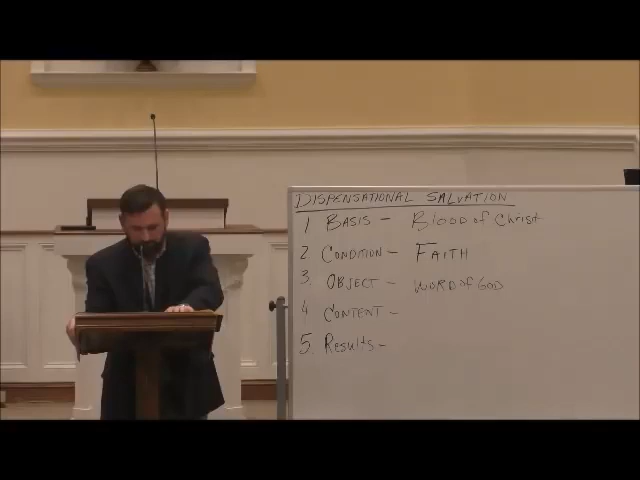 DISPENSATIONAL SALVATION
1 BASIS - Blood of Christ
2. CONDITION - FAITH
3. OBJECT - WORD OF GOD
4 CONTENT -
5. Results -